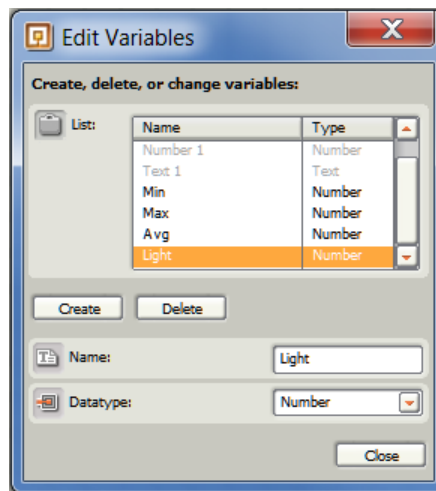 Edit Variables
Create, delete, or change variables:
List:
Name Type
Number 1 Number
Text 1 Text
Min Number
Max Number
Avg Number
Light Number
Create Delete
Name: Light
Datatype: Number
Close